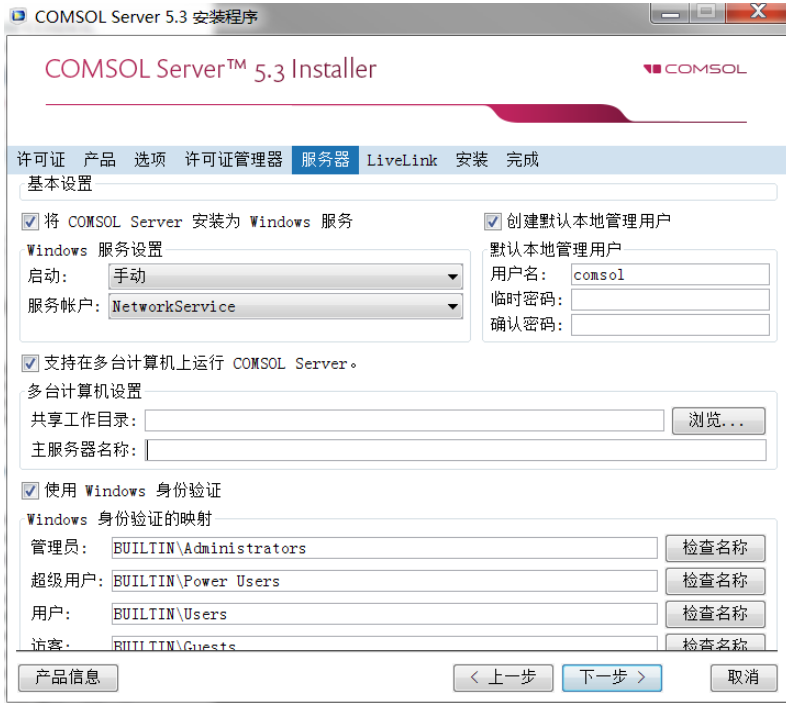 COMSOL Server 5.3 安装程序
COMSOL Server™ 5.3 Installer
COMSOL
许可证 产品 选项 许可证管理器 服务器 LiveLink 安装 完成
基本设置
将 COMSOL Server 安装为 Windows 服务
创建默认本地管理用户
Windows 服务设置
启动: 手动
服务帐户: NetworkService
默认本地管理用户
用户名: comsol
临时密码:
确认密码:
支持在多台计算机上运行 COMSOL Server。
多台计算机设置
共享工作目录: 浏览...
主服务器名称:
使用 Windows 身份验证
Windows 身份验证的映射
管理员: BUILTIN\Administrators 检查名称
超级用户: BUILTIN\Power Users 检查名称
用户: BUILTIN\Users 检查名称
访客: BUILTIN\Guests 检查名称
产品信息 < 上一步 下一步 > 取消